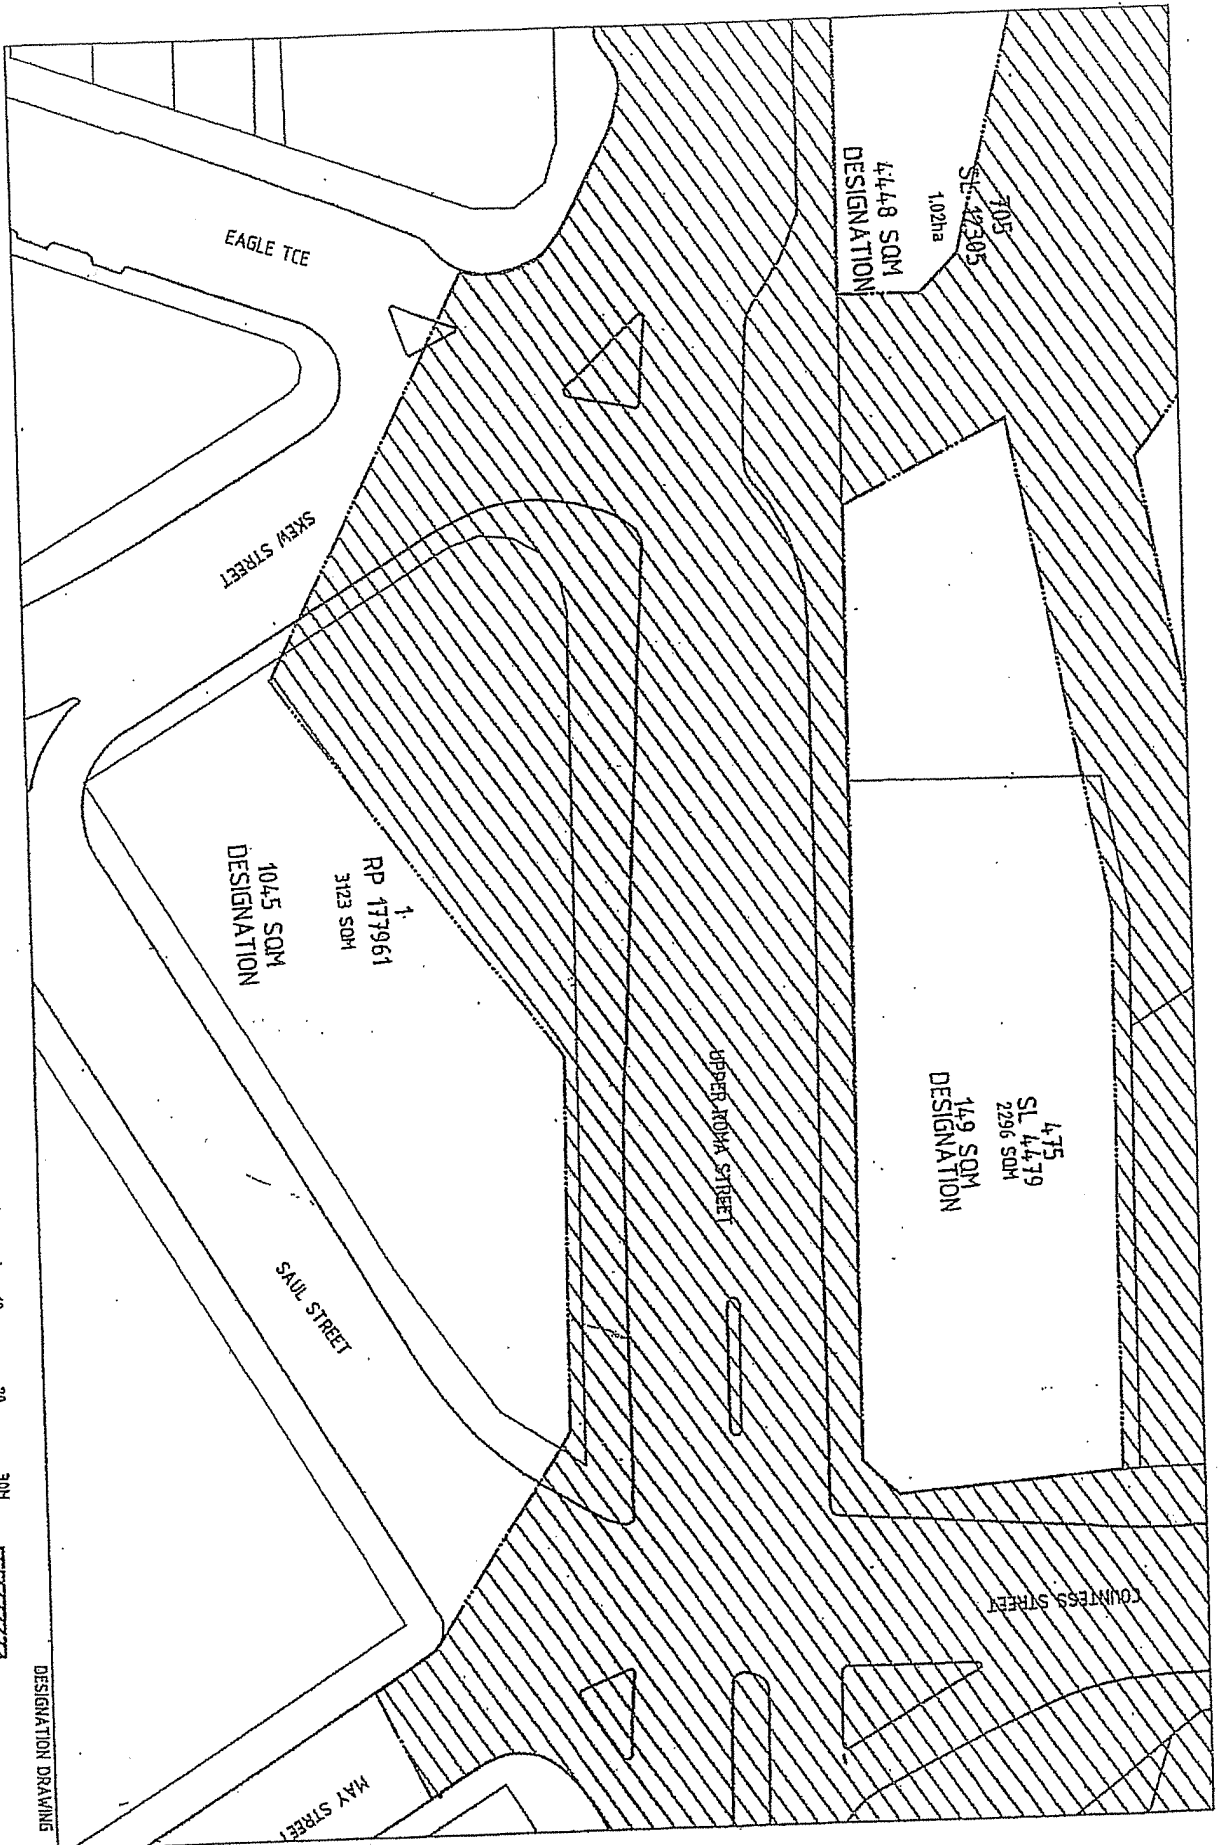 705
SL 12305
1.02ha
4448 SQM
DESIGNATION
475
SL 4479
2296 SQM
149 SQM
DESIGNATION
COUNTESS STREET
UPPER ROMA STREET
EAGLE TCE
SKEW STREET
1
RP 177961
3123 SQM
1045 SQM
DESIGNATION
SAUL STREET
MAY STREET
DESIGNATION DRAWING